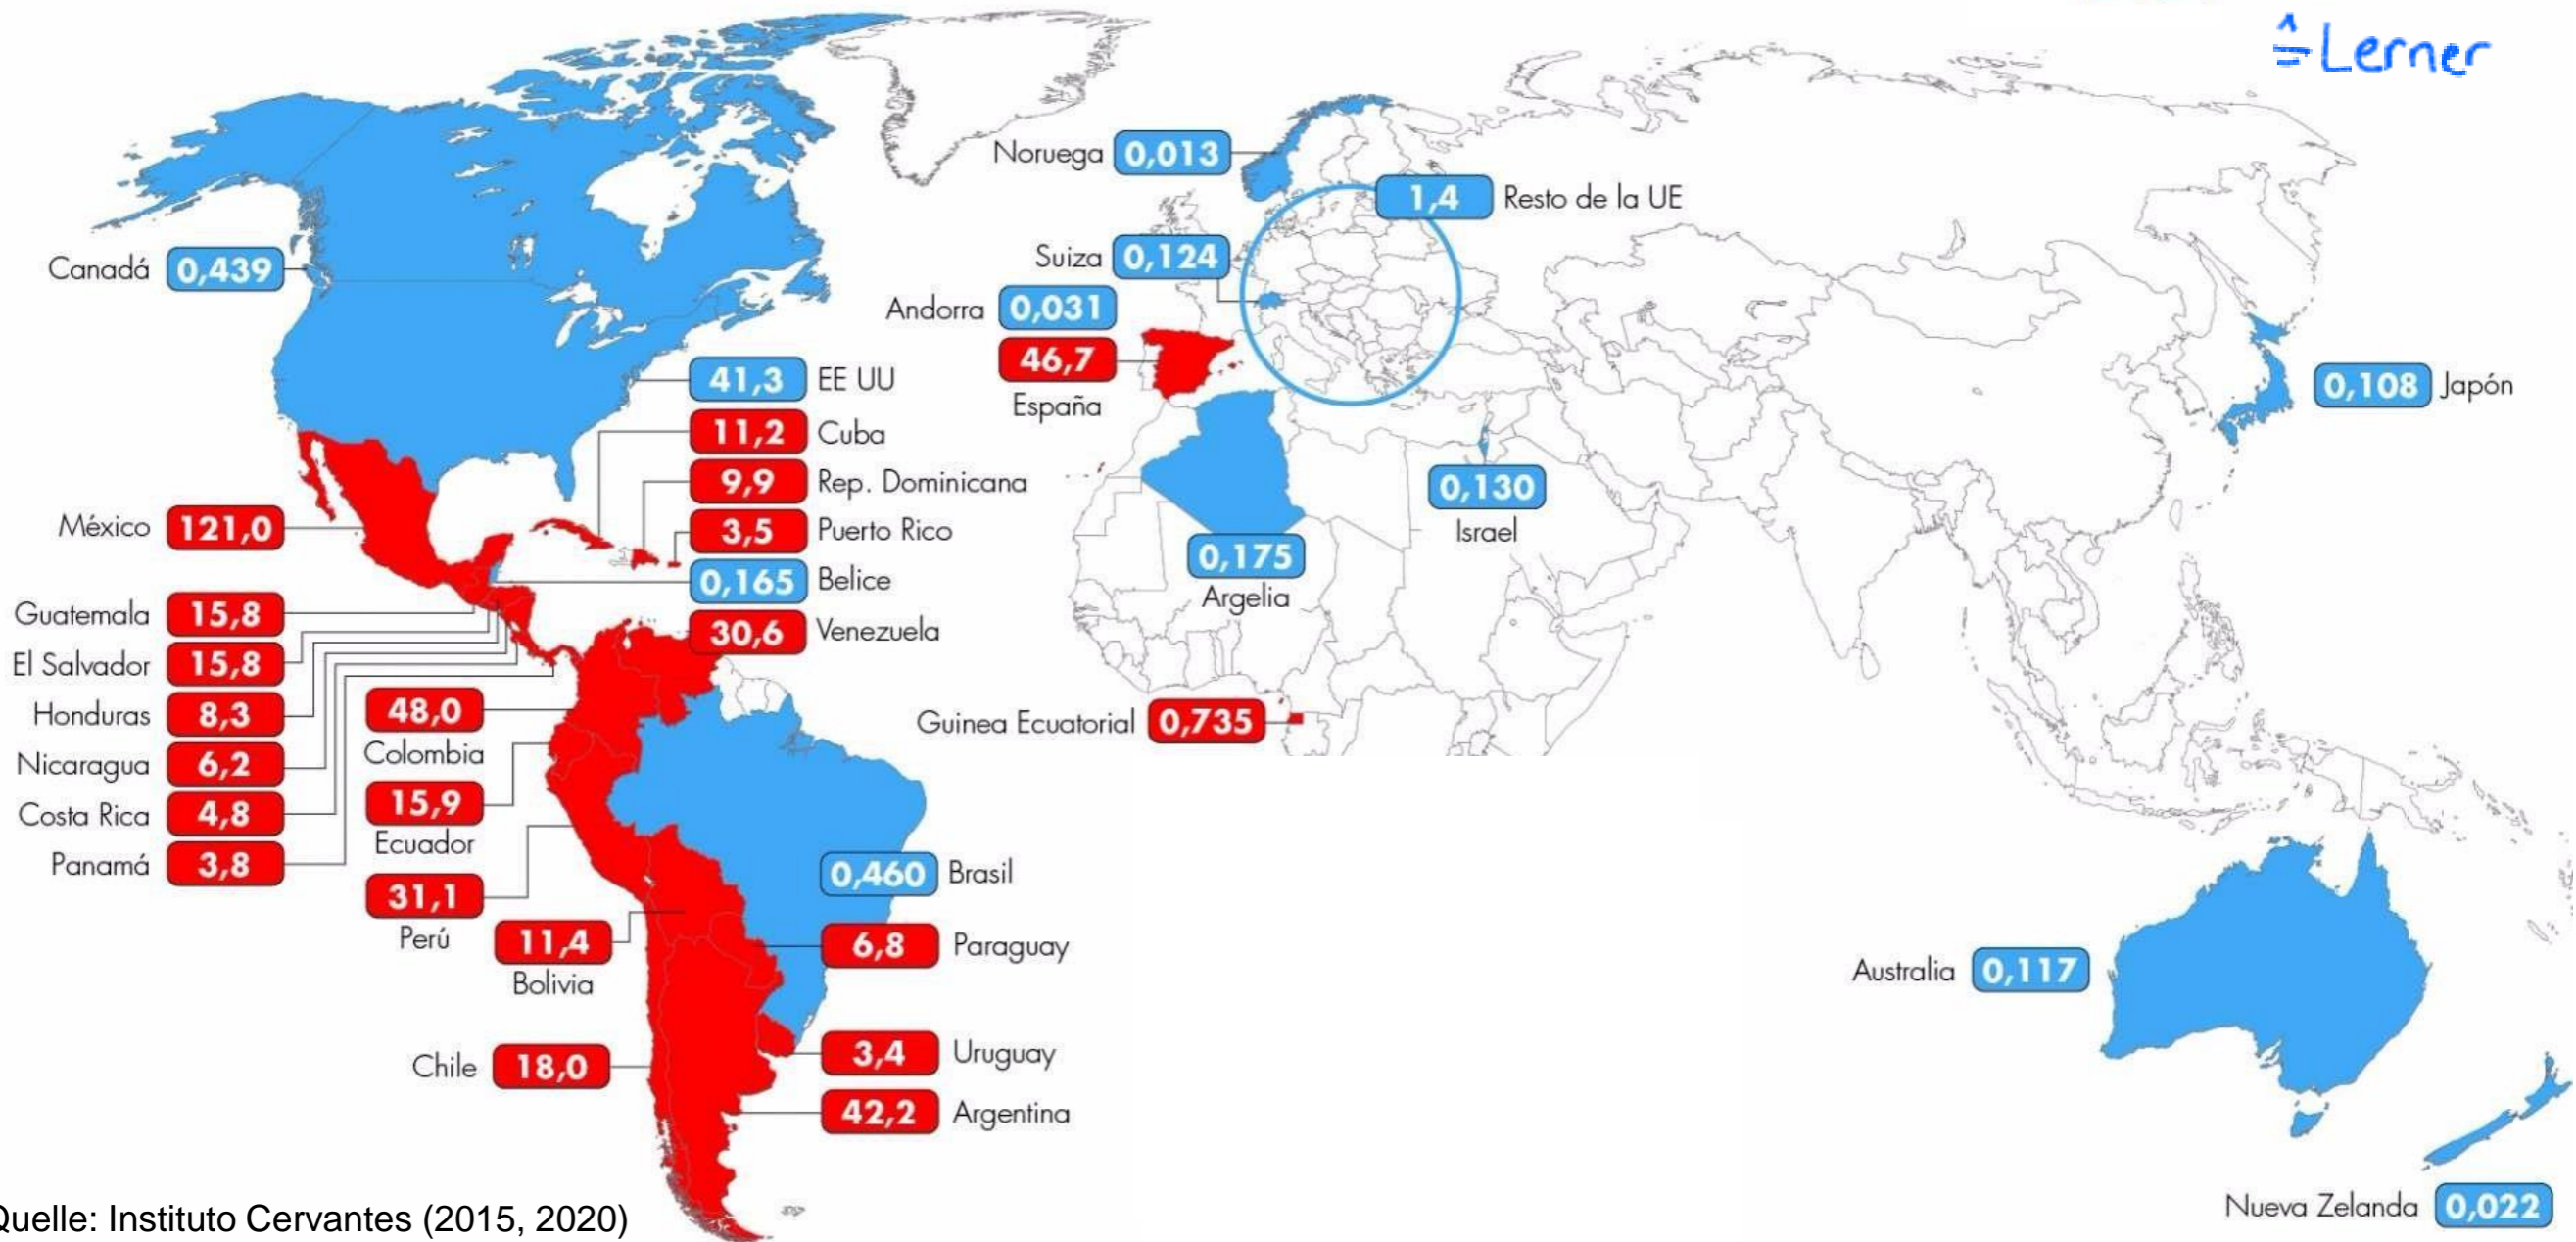 ≙ Lerner
Noruega 0,013
1,4 Resto de la UE
Suiza 0,124
Canadá 0,439
Andorra 0,031
46,7
España
EE UU 41,3
Cuba 11,2
Rep. Dominicana 9,9
Puerto Rico 3,5
Belice 0,165
Venezuela 30,6
0,108 Japón
0,130
Israel
0,175
Argelia
México 121,0
Guatemala 15,8
El Salvador 15,8
Honduras 8,3
Nicaragua 6,2
Costa Rica 4,8
Panamá 3,8
48,0
Colombia
15,9
Ecuador
31,1
Perú
11,4
Bolivia
Guinea Ecuatorial 0,735
0,460 Brasil
6,8 Paraguay
Chile 18,0
3,4 Uruguay
42,2 Argentina
Australia 0,117
Nueva Zelanda 0,022
Quelle: Instituto Cervantes (2015, 2020)